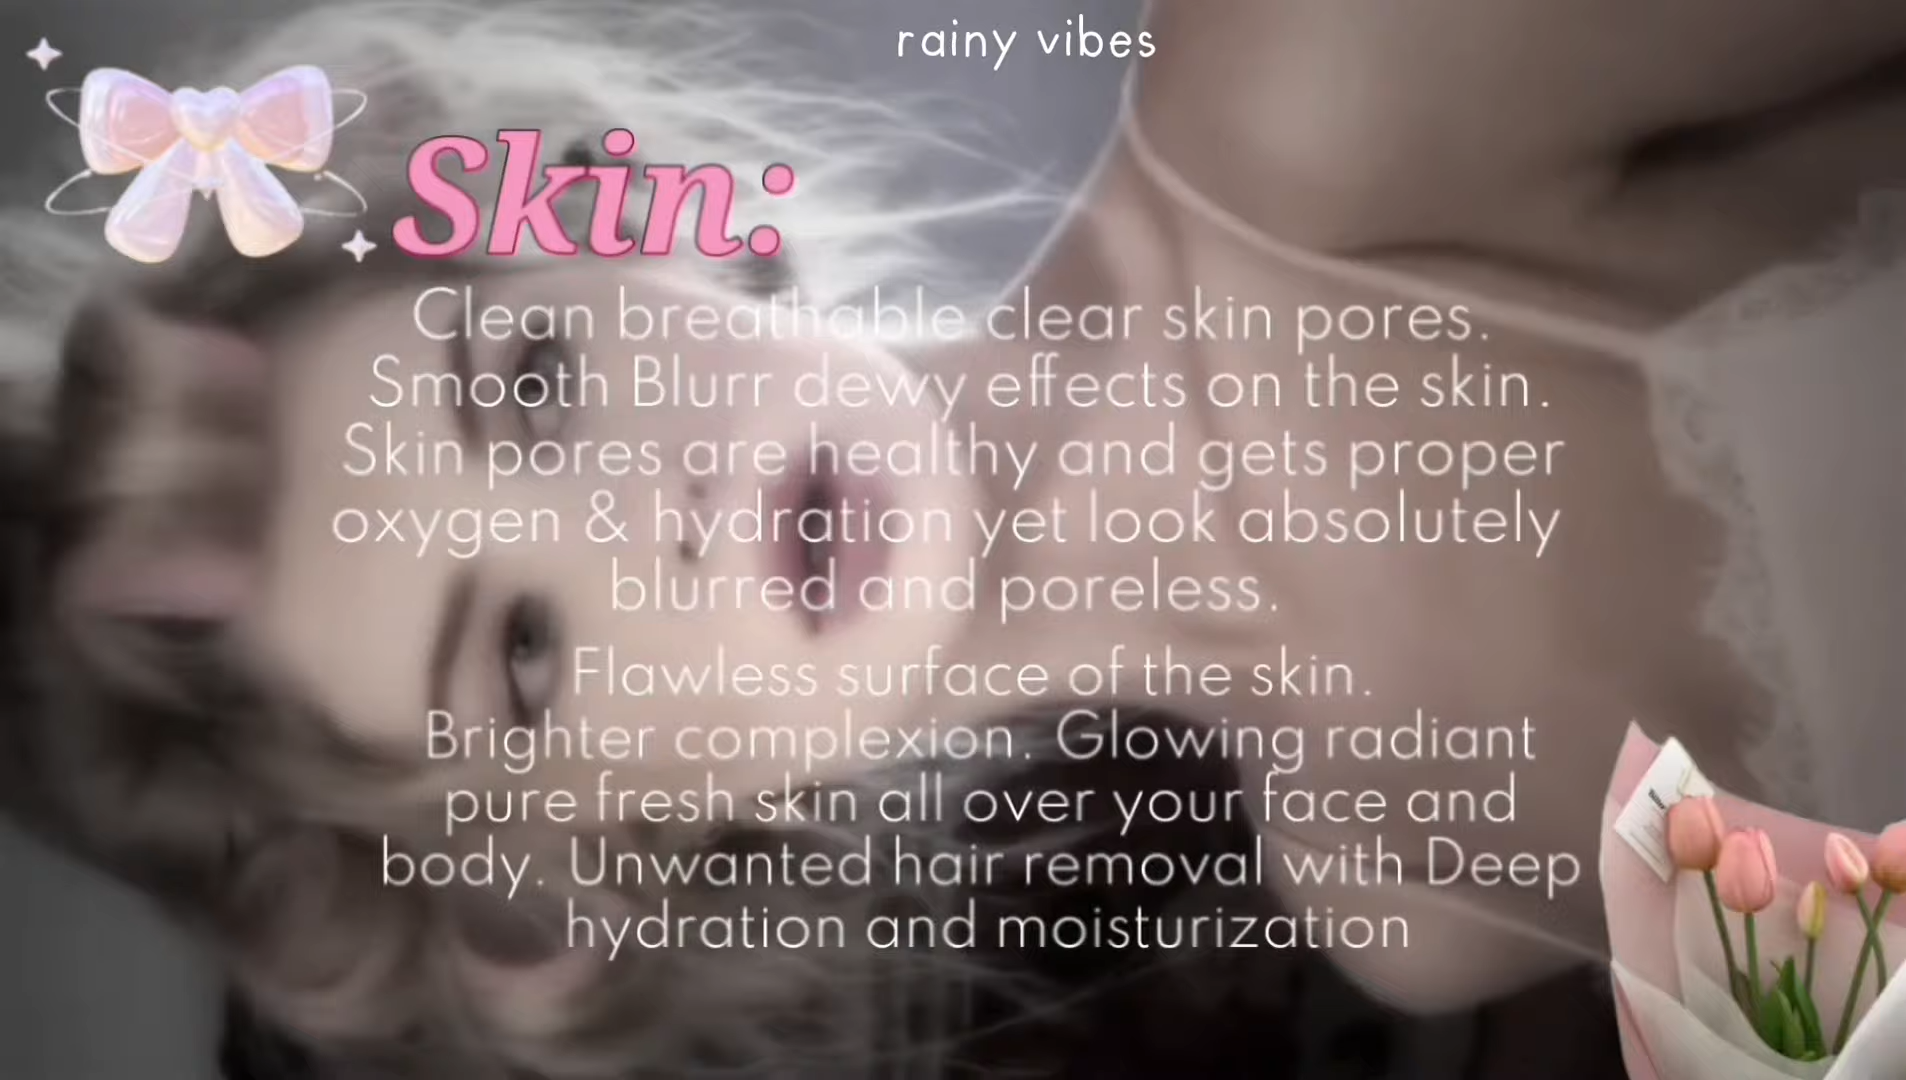 rainy vibes
Skin:
Clean breathable clear skin pores.
Smooth Blurr dewy effects on the skin.
Skin pores are healthy and gets proper
oxygen & hydration yet look absolutely
blurred and poreless.
Flawless surface of the skin.
Brighter complexion. Glowing radiant
pure fresh skin all over your face and
body. Unwanted hair removal with Deep
hydration and moisturization